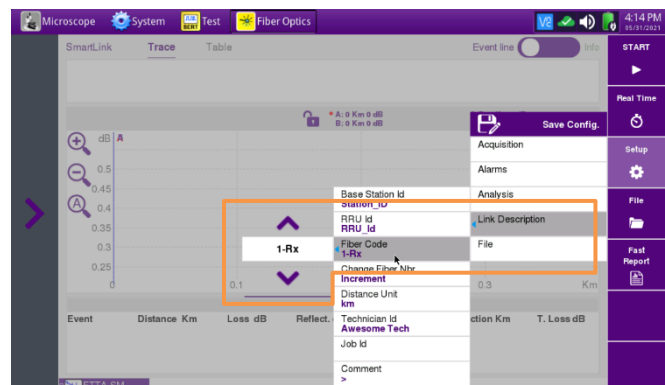 Microscope System VIAVI JBERT Test Fiber Optics V2 4:14 PM
05/31/2021
SmartLink Trace Table Event line Info START
A: 0 Km 0 dB
B: 0 Km 0 dB
Real Time
Save Config.
dB A
Acquisition
Setup
0.5
Alarms
0.45
Base Station Id
Station_ID
Analysis
A 0.4
File
0.35
RRU Id
RRU_Id
Link Description
0.3
1-Rx
Fiber Code
1-Rx
File
Fast
Report
0.25
Change Fiber Nbr
Increment
0 0.1 0.3 Km
Distance Unit
km
Event Distance Km Loss dB Reflect. ction Km T. Loss dB
Technician Id
Awesome Tech
Job Id
Comment
>
FTTA-SM